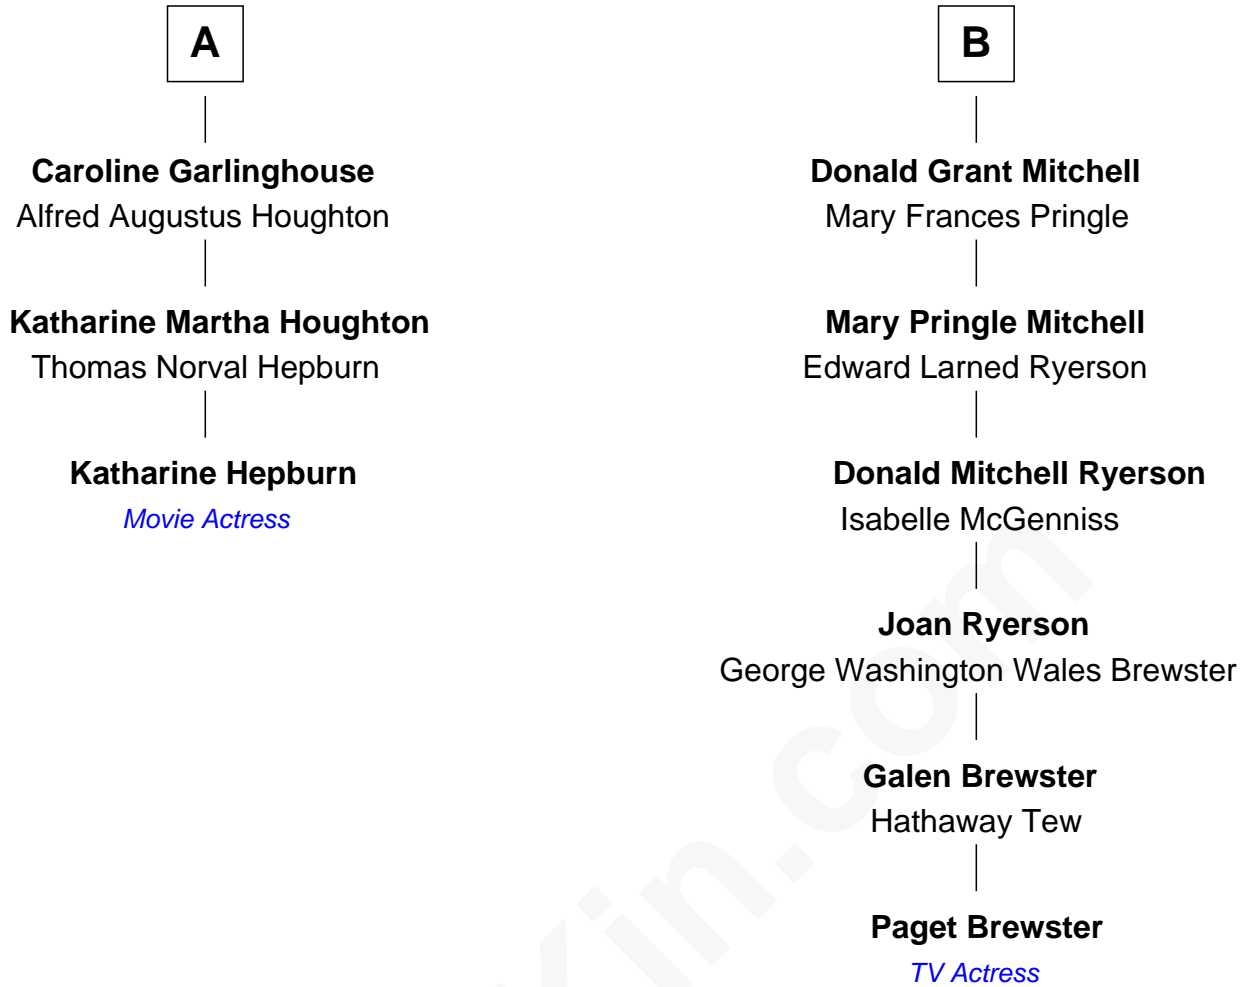 A
Caroline Garlinghouse
Alfred Augustus Houghton
Katharine Martha Houghton
Thomas Norval Hepburn
Katharine Hepburn
Movie Actress
B
Donald Grant Mitchell
Mary Frances Pringle
Mary Pringle Mitchell
Edward Larned Ryerson
Donald Mitchell Ryerson
Isabelle McGenniss
Joan Ryerson
George Washington Wales Brewster
Galen Brewster
Hathaway Tew
Paget Brewster
TV Actress
Kin.com